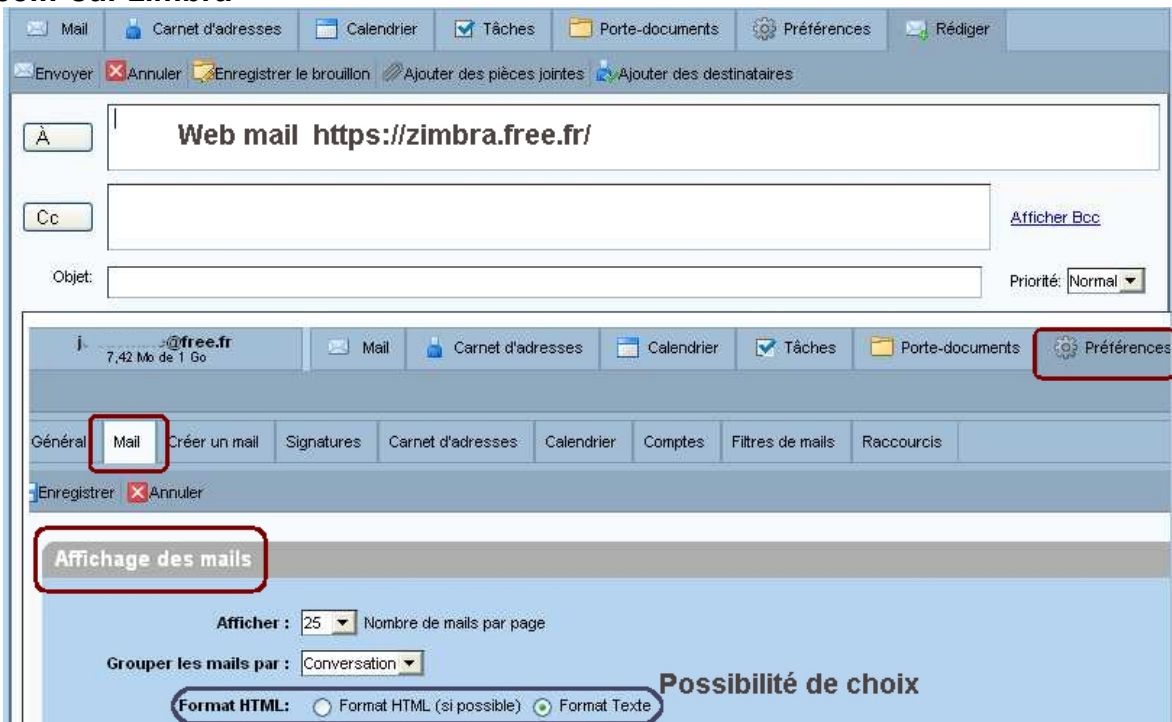 sur zimbra
Mail Carnet d'adresses Calendrier Tâches Porte-documents Préférences Rédiger
Envoyer Annuler Enregistrer le brouillon Ajouter des pièces jointes Ajouter des destinataires
À Web mail https://zimbra.free.fr/
Cc Afficher Bcc
Objet: Priorité: Normal
@free.fr Mail Carnet d'adresses Calendrier Tâches Porte-documents Préférences
7,42 Mo de 1 Go
Général Mail Créer un mail Signatures Carnet d'adresses Calendrier Comptes Filtres de mails Raccourcis
Enregistrer Annuler
Affichage des mails
Afficher : 25 Nombre de mails par page
Grouper les mails par : Conversation
Possibilité de choix
Format HTML: Format HTML (si possible) Format Texte